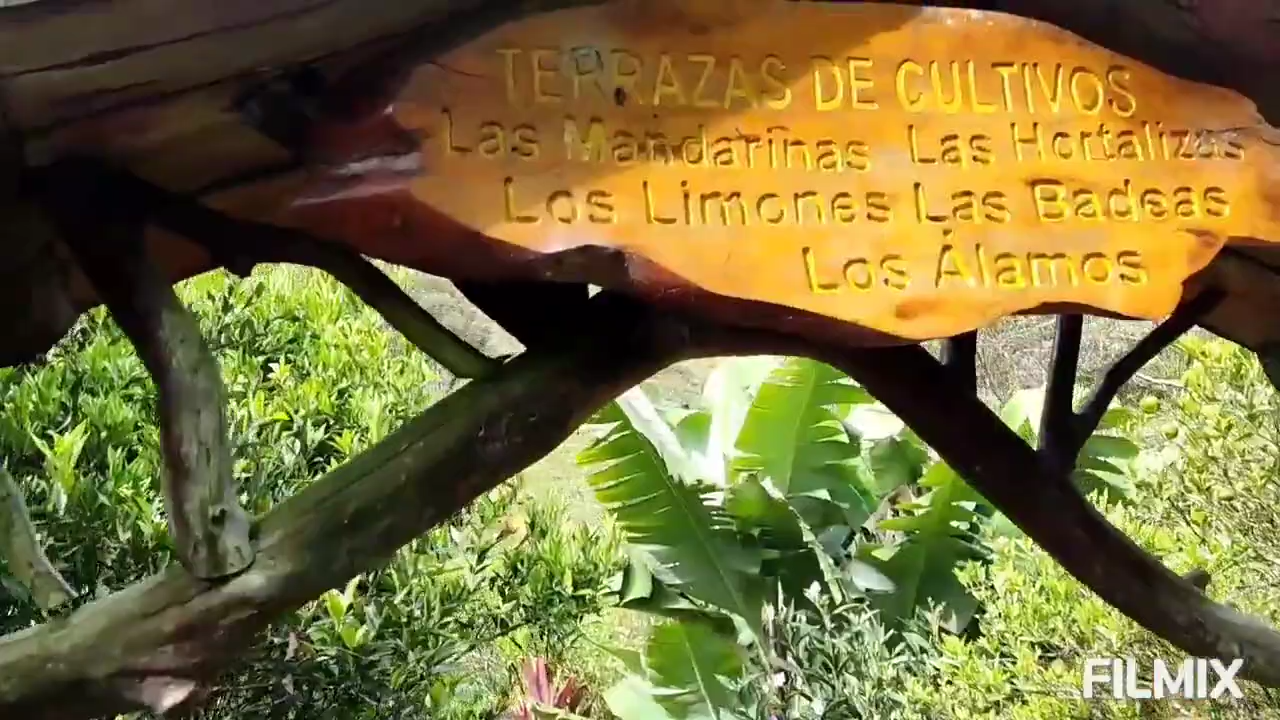 TERRAZAS DE CULTIVOS
Las Mandarinas Las Hortalizas
Los Limones Las Badeas
Los Álamos
FILMIX